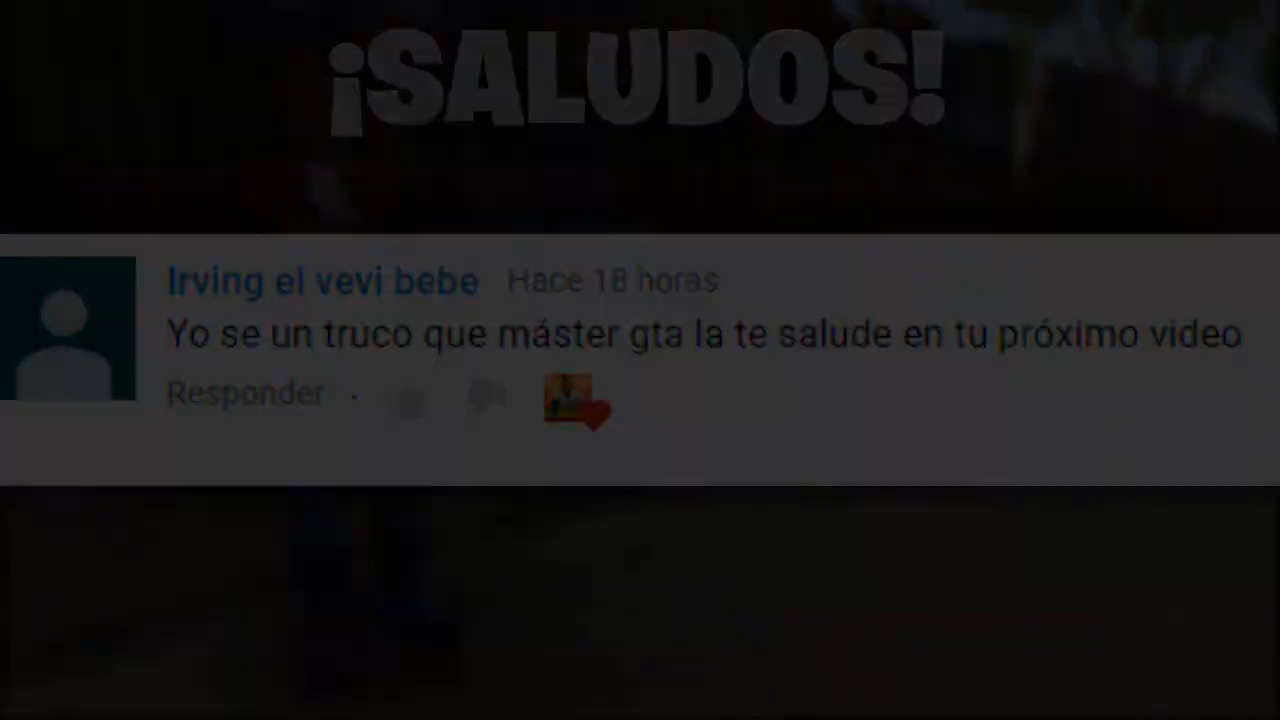 ¡SALUDOS!
Irving el vevi bebe Hace 18 horas
Yo se un truco que máster gta la te salude en tu próximo video
Responder ·